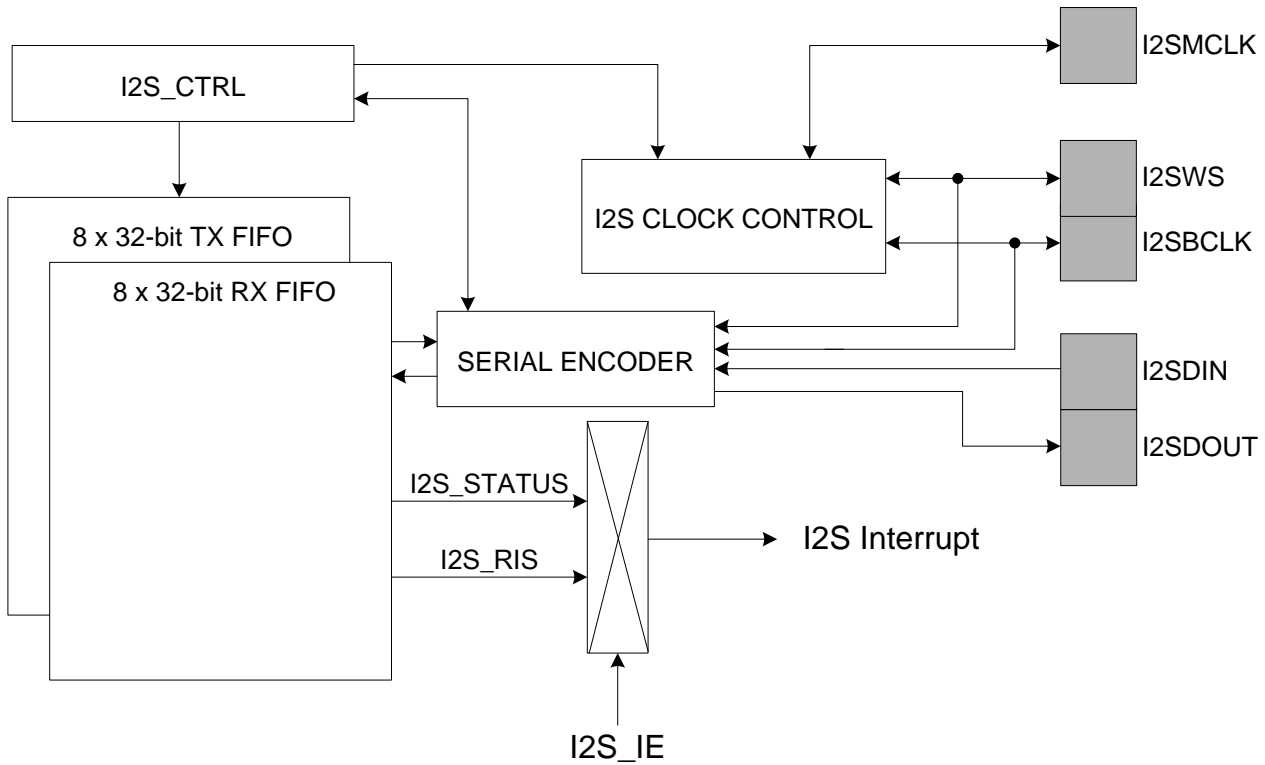 I2SMCLK
I2S_CTRL
I2SWS
I2S CLOCK CONTROL
8 x 32-bit TX FIFO
I2SBCLK
8 x 32-bit RX FIFO
SERIAL ENCODER
I2SDIN
I2SDOUT
I2S_STATUS
I2S Interrupt
I2S_RIS
I2S_IE